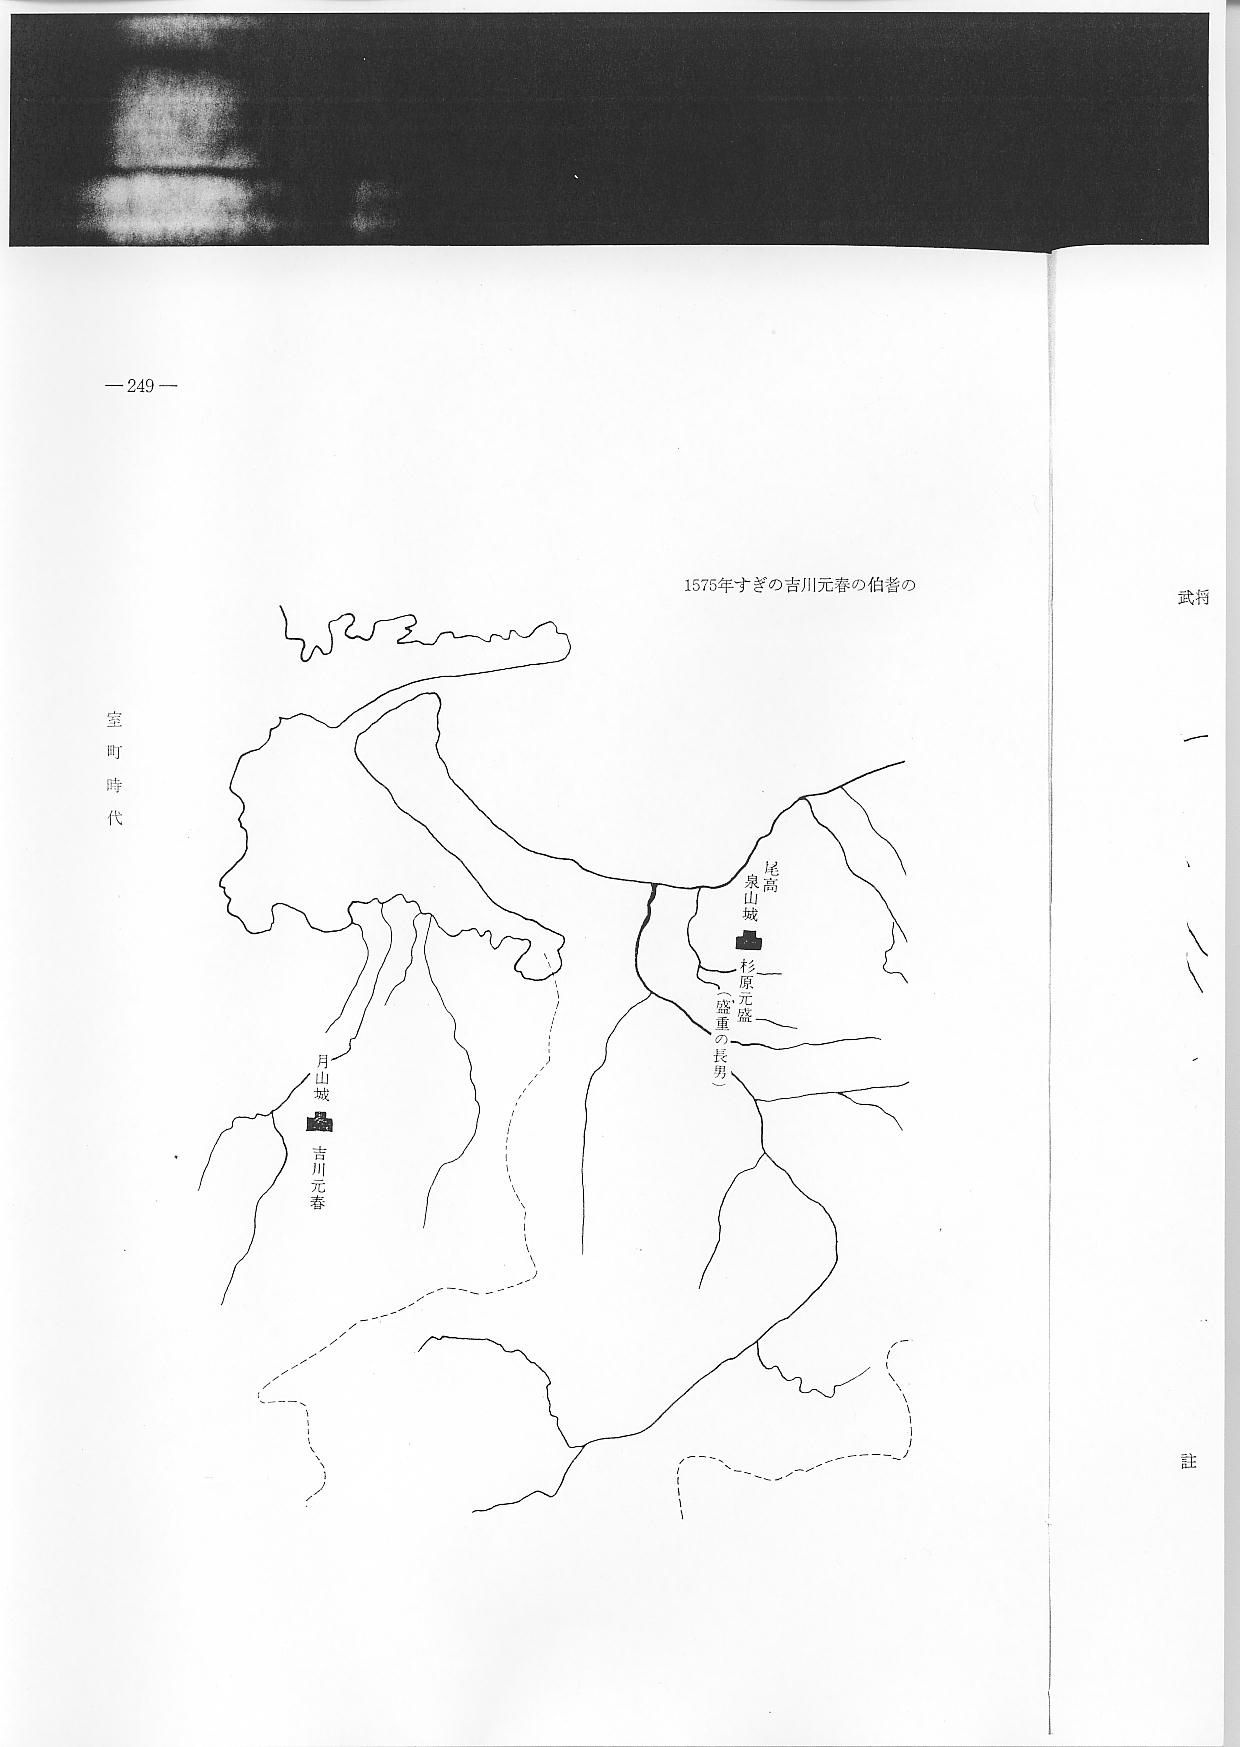 —249—
1575年すぎの吉川元春の伯耆の
武将
室町時代
尾高
泉山城
杉原元盛
（盛重の長男）
月山城
吉川元春
註